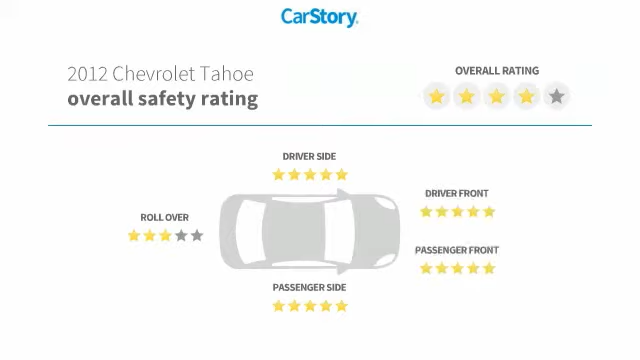 CarStory.
2012 Chevrolet Tahoe
overall safety rating
OVERALL RATING
DRIVER SIDE
DRIVER FRONT
ROLL OVER
PASSENGER FRONT
PASSENGER SIDE